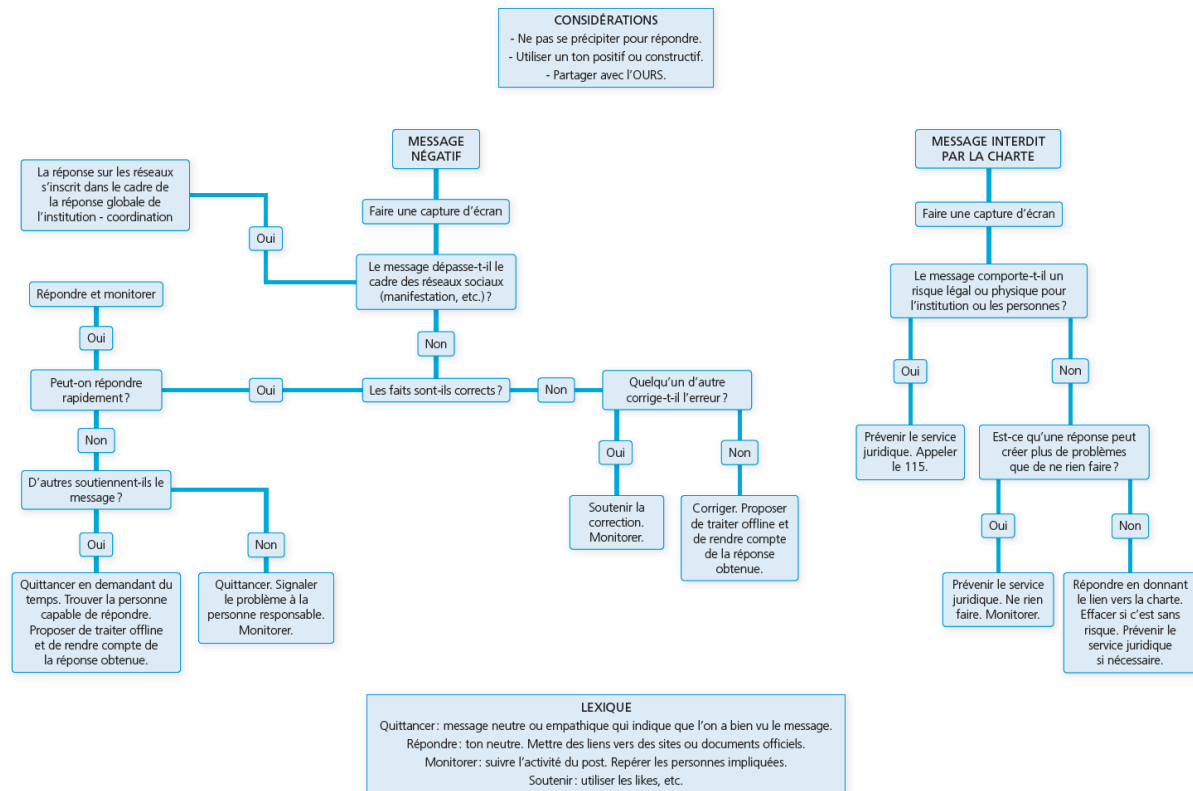 CONSIDÉRATIONS
- Ne pas se précipiter pour répondre.
- Utiliser un ton positif ou constructif.
- Partager avec l'OURS.
MESSAGE
NÉGATIF
Faire une capture d'écran
Le message dépasse-t-il le
cadre des réseaux sociaux
(manifestation, etc.)?
Oui
La réponse sur les réseaux
s'inscrit dans le cadre de
la réponse globale de
l'institution - coordination
Non
Les faits sont-ils corrects?
Oui
Peut-on répondre
rapidement?
Oui
Répondre et monitorer
Non
D'autres soutiennent-ils le
message?
Oui
Quittancer en demandant du
temps. Trouver la personne
capable de répondre.
Proposer de traiter offline
et de rendre compte de
la réponse obtenue.
Non
Quittancer. Signaler
le problème à la
personne responsable.
Monitorer.
Non
Quelqu'un d'autre
corrige-t-il l'erreur?
Oui
Soutenir la
correction.
Monitorer.
Non
Corriger. Proposer
de traiter offline et
de rendre compte
de la réponse
obtenue.
MESSAGE INTERDIT
PAR LA CHARTE
Faire une capture d'écran
Le message comporte-t-il un
risque légal ou physique pour
l'institution ou les personnes?
Oui
Prévenir le service
juridique. Appeler
le 115.
Non
Est-ce qu'une réponse peut
créer plus de problèmes
que de ne rien faire?
Oui
Prévenir le service
juridique. Ne rien
faire. Monitorer.
Non
Répondre en donnant
le lien vers la charte.
Effacer si c'est sans
risque. Prévenir le
service juridique
si nécessaire.
LEXIQUE
Quittancer: message neutre ou empathique qui indique que l'on a bien vu le message.
Répondre: ton neutre. Mettre des liens vers des sites ou documents officiels.
Monitorer: suivre l'activité du post. Repérer les personnes impliquées.
Soutenir: utiliser les likes, etc.